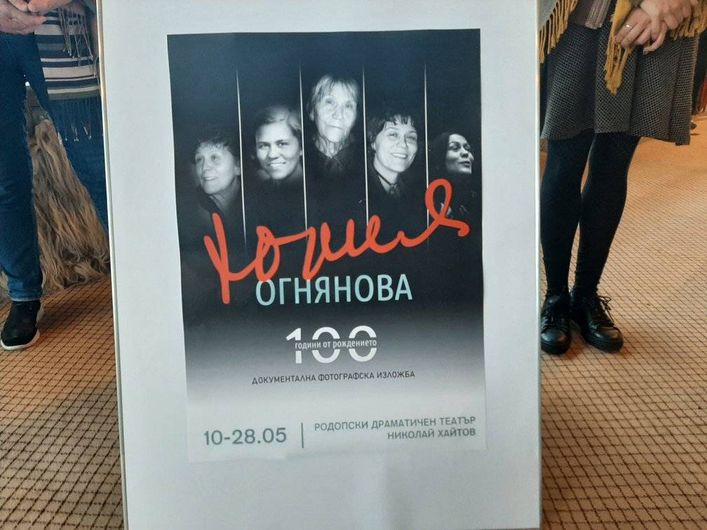 Юлия
ОГНЯНОВА
100
години от рождението
ДОКУМЕНТАЛНА ФОТОГРАФСКА ИЗЛОЖБА
10-28.05
РОДОПСКИ ДРАМАТИЧЕН ТЕАТЪР
НИКОЛАЙ ХАЙТОВ